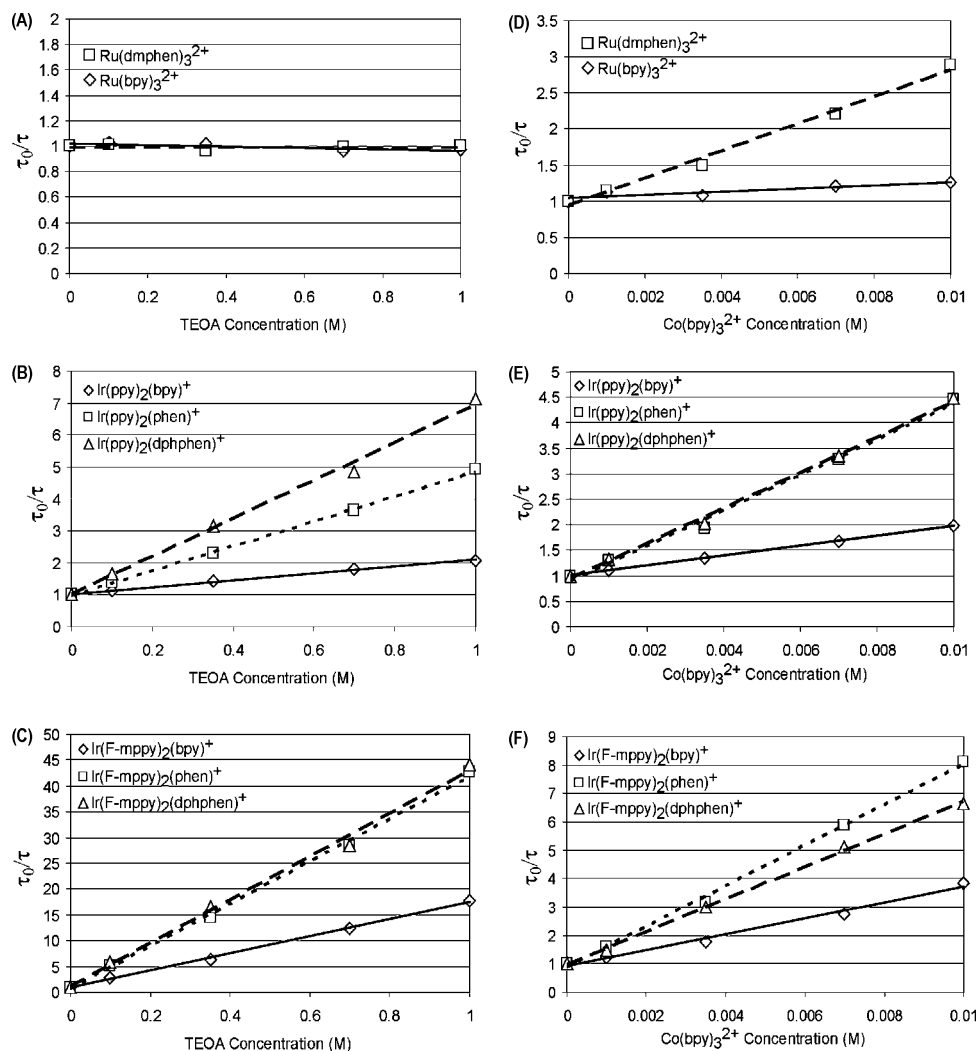 (A)
Ru(dmphen)₃²⁺
Ru(bpy)₃²⁺
2
1.8
1.6
1.4
1.2
1
0.8
0.6
0.4
0.2
0
τ₀/τ
0 0.2 0.4 0.6 0.8 1
TEOA Concentration (M)
(D)
Ru(dmphen)₃²⁺
Ru(bpy)₃²⁺
3.5
3
2.5
2
1.5
1
0.5
0
τ₀/τ
0 0.002 0.004 0.006 0.008 0.01
Co(bpy)₃²⁺ Concentration (M)
(B)
Ir(ppy)₂(bpy)⁺
Ir(ppy)₂(phen)⁺
Ir(ppy)₂(dphphen)⁺
8
7
6
5
4
3
2
1
0
τ₀/τ
0 0.2 0.4 0.6 0.8 1
TEOA Concentration (M)
(E)
Ir(ppy)₂(bpy)⁺
Ir(ppy)₂(phen)⁺
Ir(ppy)₂(dphphen)⁺
5
4.5
4
3.5
3
2.5
2
1.5
1
0.5
0
τ₀/τ
0 0.002 0.004 0.006 0.008 0.01
Co(bpy)₃²⁺ Concentration (M)
(C)
Ir(F-mppy)₂(bpy)⁺
Ir(F-mppy)₂(phen)⁺
Ir(F-mppy)₂(dphphen)⁺
50
45
40
35
30
25
20
15
10
5
0
τ₀/τ
0 0.2 0.4 0.6 0.8 1
TEOA Concentration (M)
(F)
Ir(F-mppy)₂(bpy)⁺
Ir(F-mppy)₂(phen)⁺
Ir(F-mppy)₂(dphphen)⁺
9
8
7
6
5
4
3
2
1
0
τ₀/τ
0 0.002 0.004 0.006 0.008 0.01
Co(bpy)₃²⁺ Concentration (M)